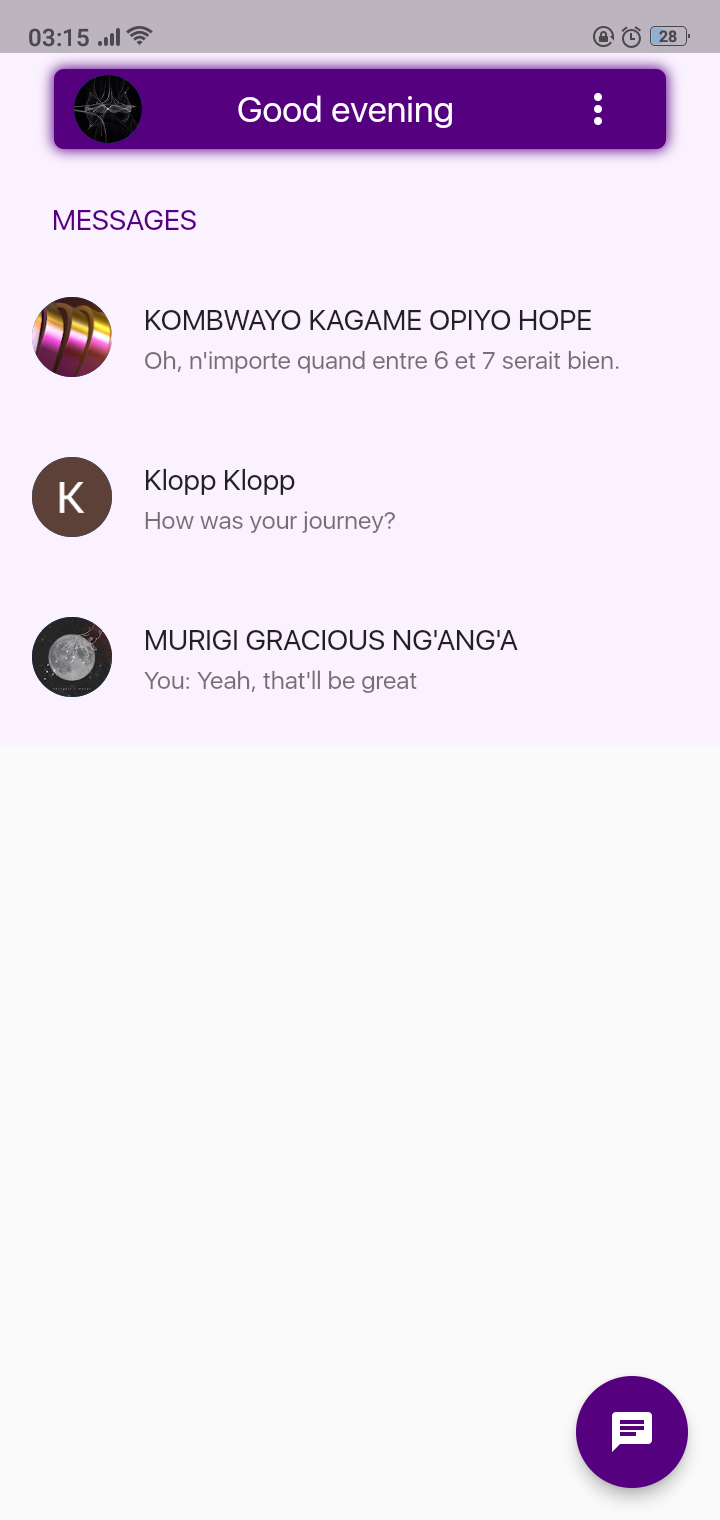 03:15
28
Good evening
MESSAGES
KOMBWAYO KAGAME OPIYO HOPE
Oh, n'importe quand entre 6 et 7 serait bien.
K
Klopp Klopp
How was your journey?
MURIGI GRACIOUS NG'ANG'A
You: Yeah, that'll be great